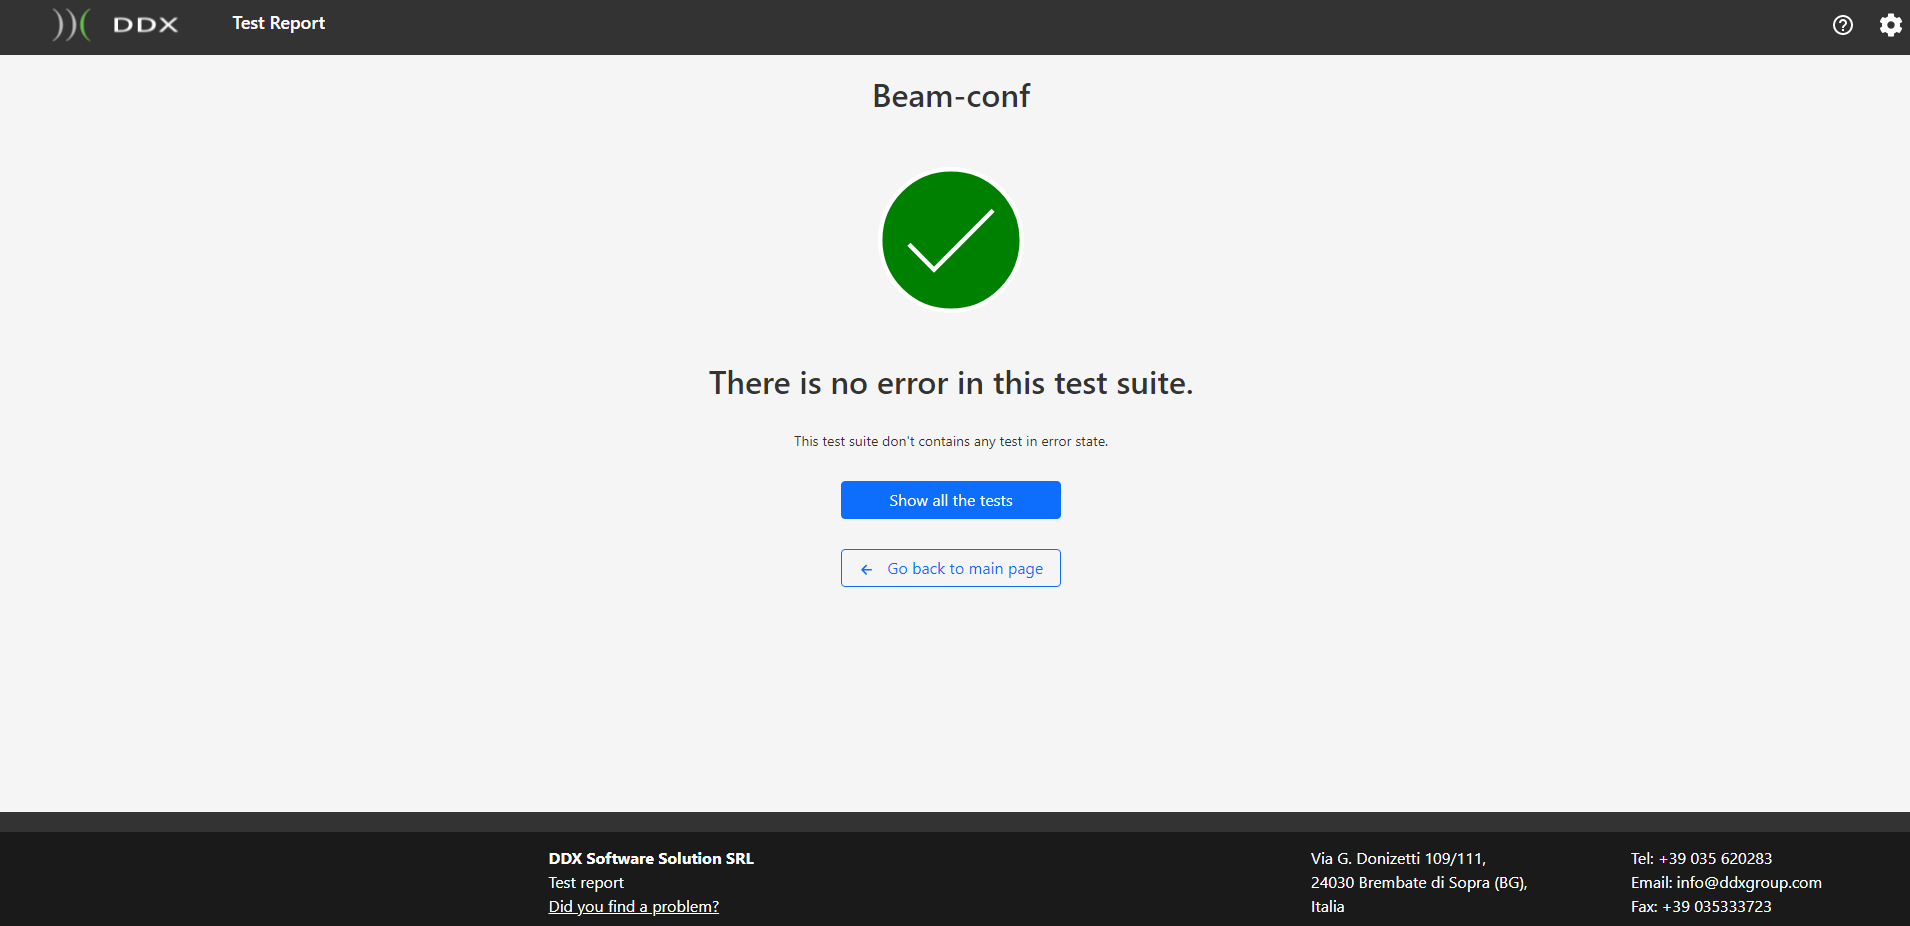 DDX
Test Report
Beam-conf
There is no error in this test suite.
This test suite don't contains any test in error state.
Show all the tests
Go back to main page
DDX Software Solution SRL
Test report
Did you find a problem?
Via G. Donizetti 109/111,
24030 Brembate di Sopra (BG),
Italia
Tel: +39 035 620283
Email: info@ddxgroup.com
Fax: +39 035333723